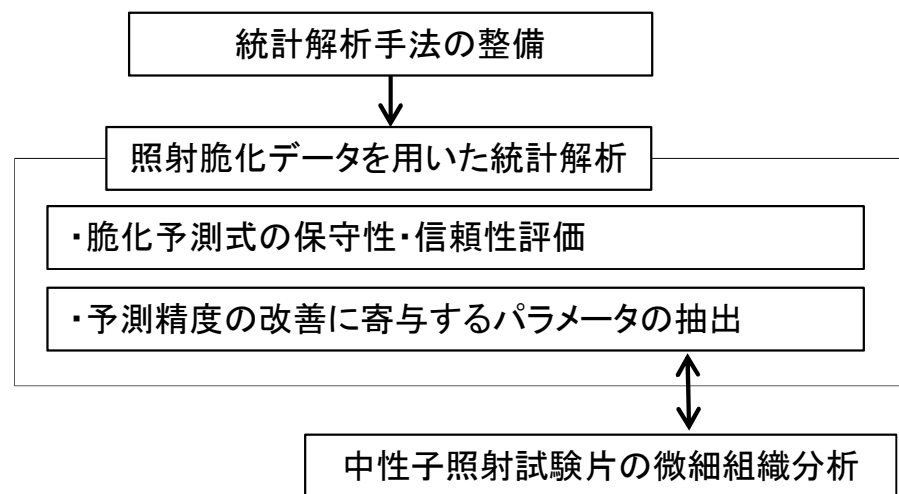 統計解析手法の整備
照射脆化データを用いた統計解析
・脆化予測式の保守性・信頼性評価
・予測精度の改善に寄与するパラメータの抽出
中性子照射試験片の微細組織分析